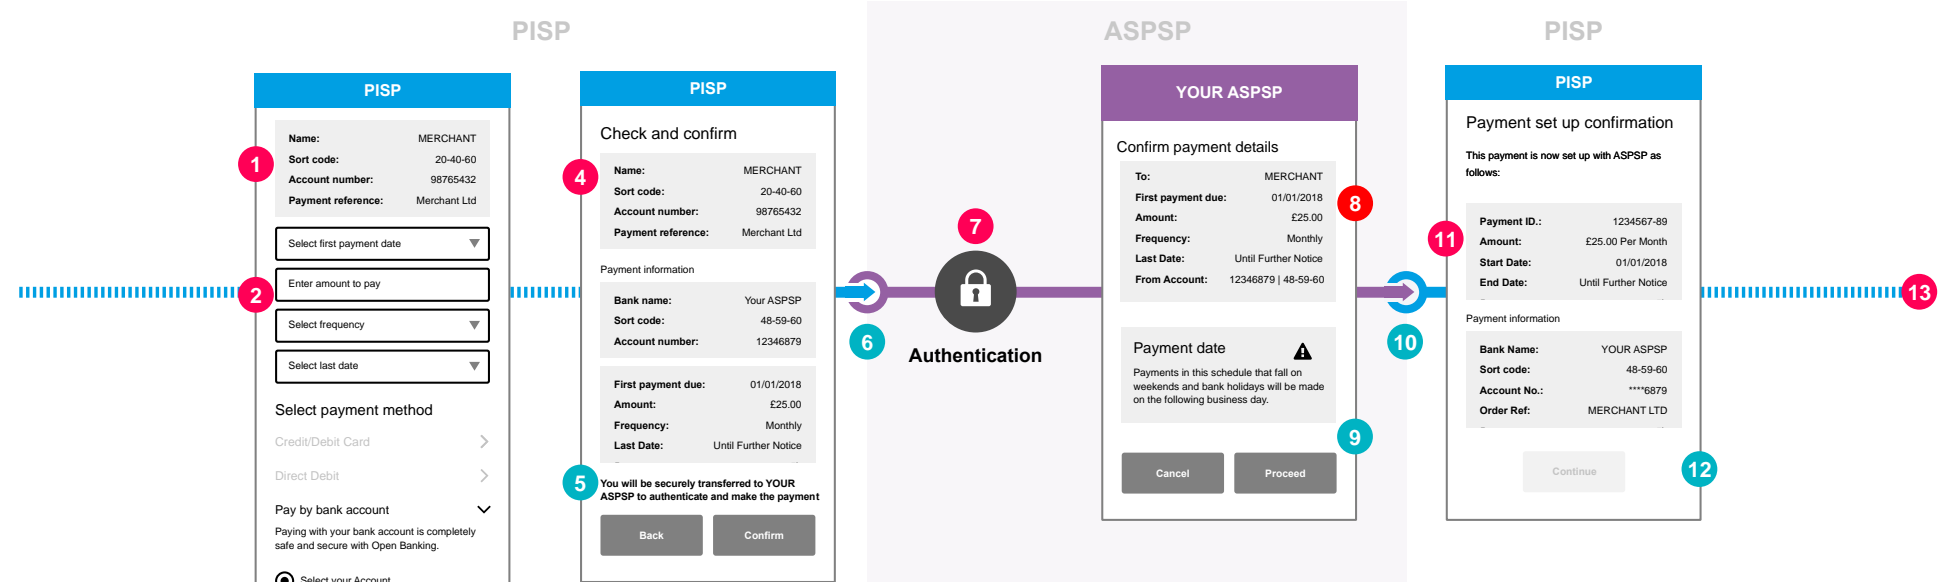 PISP
ASPSP
PISP
PISP
1
Name: MERCHANT
Sort code: 20-40-60
Account number: 98765432
Payment reference: Merchant Ltd
Select first payment date
2
Enter amount to pay
Select frequency
Select last date
Select payment method
Credit/Debit Card
Direct Debit
Pay by bank account
Paying with your bank account is completely
safe and secure with Open Banking.
Select your Account
PISP
Check and confirm
4
Name: MERCHANT
Sort code: 20-40-60
Account number: 98765432
Payment reference: Merchant Ltd
Payment information
Bank name: Your ASPSP
Sort code: 48-59-60
Account number: 12346879
First payment due: 01/01/2018
Amount: £25.00
Frequency: Monthly
Last Date: Until Further Notice
5
You will be securely transferred to YOUR
ASPSP to authenticate and make the payment
Back
Confirm
6
7
Authentication
YOUR ASPSP
Confirm payment details
To: MERCHANT
First payment due: 01/01/2018
8
Amount: £25.00
Frequency: Monthly
Last Date: Until Further Notice
From Account: 12346879 | 48-59-60
Payment date
Payments in this schedule that fall on
weekends and bank holidays will be made
on the following business day.
9
Cancel
Proceed
10
PISP
Payment set up confirmation
This payment is now set up with ASPSP as
follows:
11
Payment ID.: 1234567-89
Amount: £25.00 Per Month
Start Date: 01/01/2018
End Date: Until Further Notice
Payment information
Bank Name: YOUR ASPSP
Sort code: 48-59-60
Account No.: ****6879
Order Ref: MERCHANT LTD
Continue
12
13